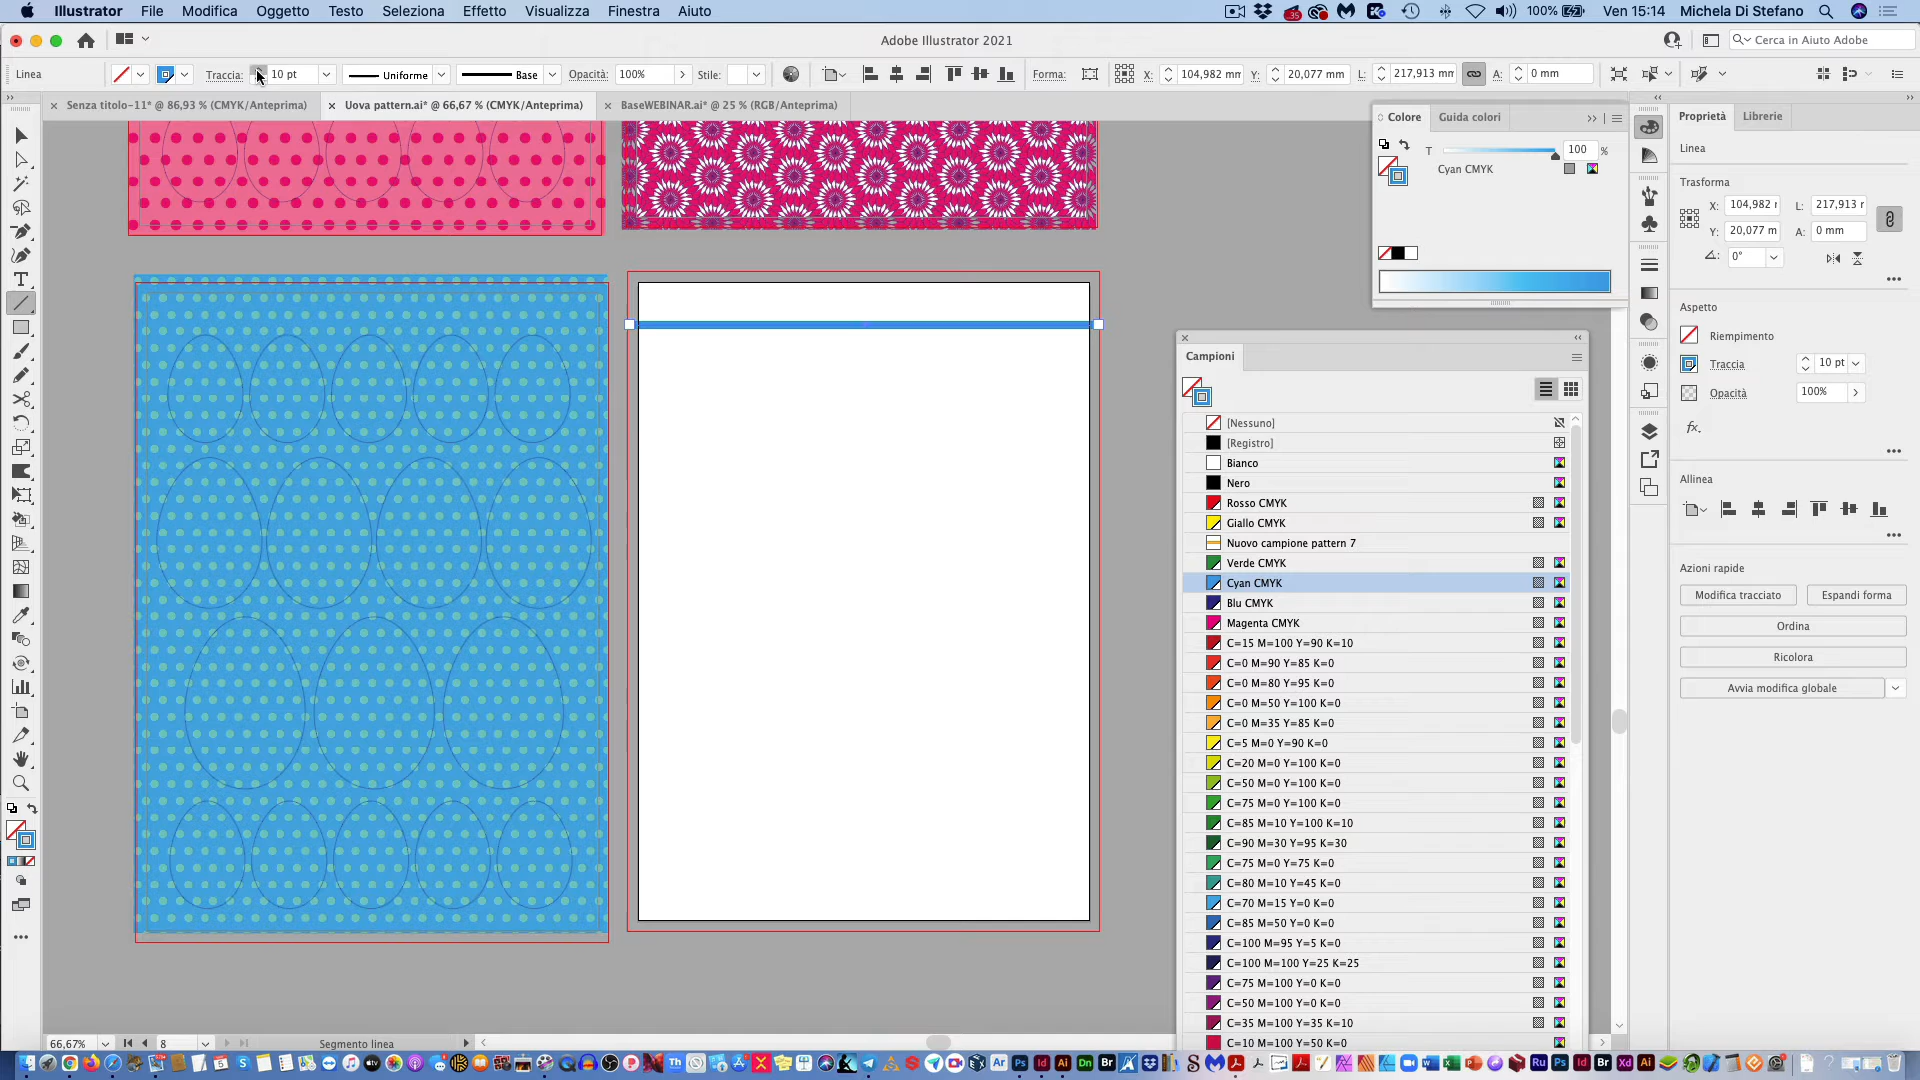 Illustrator File Modifica Oggetto Testo Seleziona Effetto Visualizza Finestra Aiuto
35 100% Ven 15:14 Michela Di Stefano
Adobe Illustrator 2021
Cerca in Aiuto Adobe
Linea Traccia: 10 pt Uniforme Base Opacità: 100% Stile: Forma: X: 104,982 mm Y: 20,077 mm L: 217,913 mm A: 0 mm
Senza titolo-11* @ 86,93 % (CMYK/Anteprima) Uova pattern.ai* @ 66,67 % (CMYK/Anteprima) BaseWEBINAR.ai* @ 25 % (RGB/Anteprima)
Colore Guida colori
T 100 %
Cyan CMYK
Campioni
[Nessuno]
[Registro]
Bianco
Nero
Rosso CMYK
Giallo CMYK
Nuovo campione pattern 7
Verde CMYK
Cyan CMYK
Blu CMYK
Magenta CMYK
C=15 M=100 Y=90 K=10
C=0 M=90 Y=85 K=0
C=0 M=80 Y=95 K=0
C=0 M=50 Y=100 K=0
C=0 M=35 Y=85 K=0
C=5 M=0 Y=90 K=0
C=20 M=0 Y=100 K=0
C=50 M=0 Y=100 K=0
C=75 M=0 Y=100 K=0
C=85 M=10 Y=100 K=10
C=90 M=30 Y=95 K=30
C=75 M=0 Y=75 K=0
C=80 M=10 Y=45 K=0
C=70 M=15 Y=0 K=0
C=85 M=50 Y=0 K=0
C=100 M=95 Y=5 K=0
C=100 M=100 Y=25 K=25
C=75 M=100 Y=0 K=0
C=50 M=100 Y=0 K=0
C=35 M=100 Y=35 K=10
C=10 M=100 Y=50 K=0
Proprietà Librerie
Linea
Trasforma
X: 104,982 r L: 217,913 r
Y: 20,077 m A: 0 mm
0°
Aspetto
Riempimento
Traccia 10 pt
Opacità 100%
fx.
Allinea
Azioni rapide
Modifica tracciato Espandi forma
Ordina
Ricolora
Avvia modifica globale
66,67% 8 Segmento linea